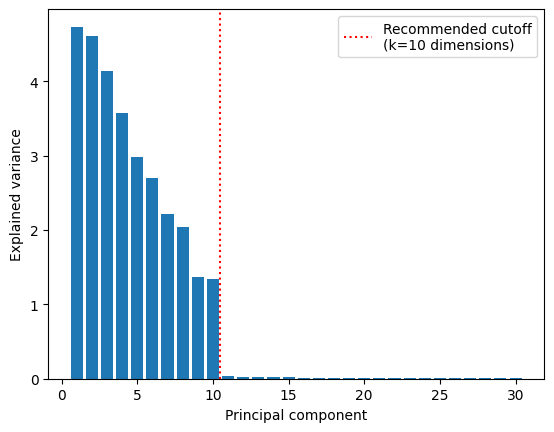 Recommended cutoff
(k=10 dimensions)
Explained variance
4
3
2
1
0
0 5 10 15 20 25 30
Principal component